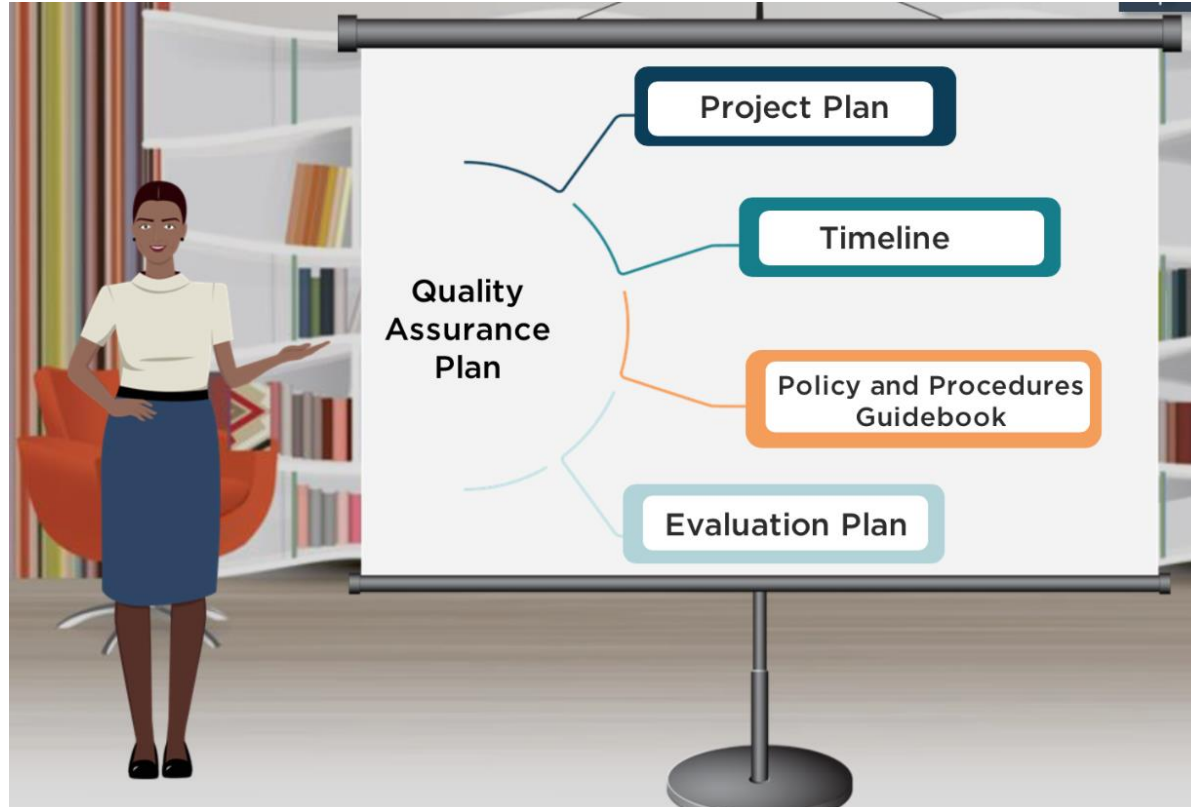 Project Plan
Timeline
Quality
Assurance
Plan
Policy and Procedures
Guidebook
Evaluation Plan